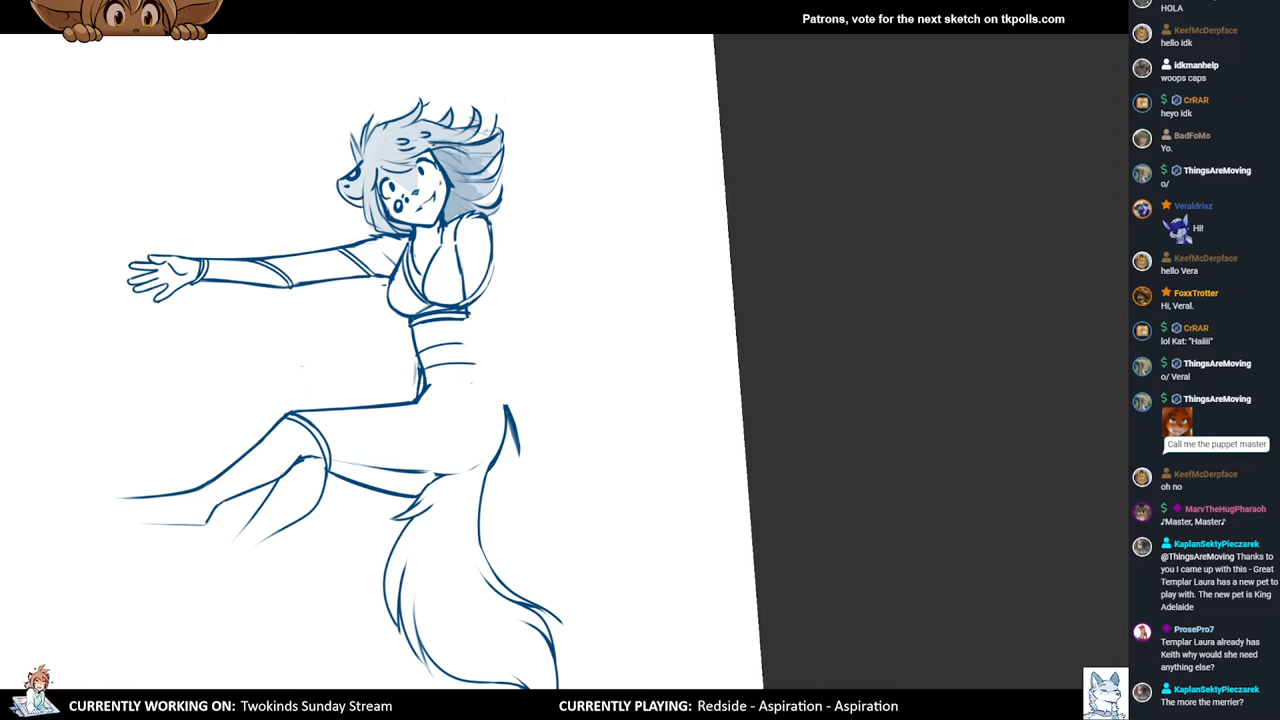 Patrons, vote for the next sketch on tkpolls.com
HOLA
KeefMcDerpface
hello idk
idkmanhelp
woops caps
CrRAR
heyo idk
BadFoMo
Yo.
ThingsAreMoving
o/
Veraldrisz
Hi!
KeefMcDerpface
hello Vera
FoxxTrotter
Hi, Veral.
CrRAR
lol Kat: "Haiiii"
ThingsAreMoving
o/ Veral
ThingsAreMoving
Call me the puppet master
KeefMcDerpface
oh no
MarvTheHugPharaoh
♪Master, Master♪
KaplanSektyPieczarek
@ThingsAreMoving Thanks to
you I came up with this - Great
Templar Laura has a new pet to
play with. The new pet is King
Adelaide
ProsePro7
Templar Laura already has
Keith why would she need
anything else?
KaplanSektyPieczarek
The more the merrier?
CURRENTLY WORKING ON: Twokinds Sunday Stream
CURRENTLY PLAYING: Redside - Aspiration - Aspiration